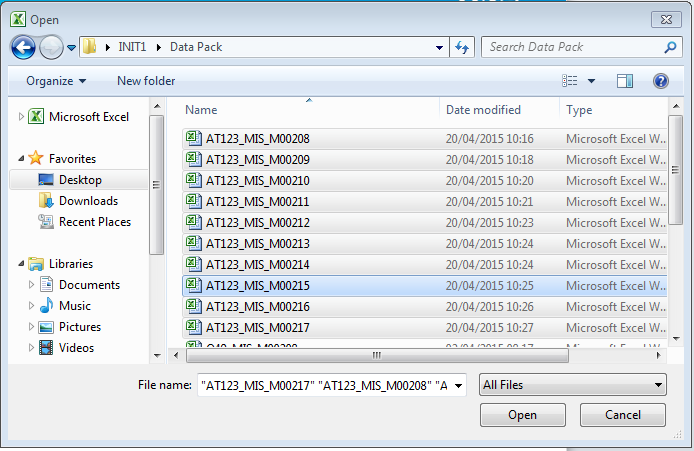 Open
INIT1 Data Pack
Search Data Pack
Organize New folder
Name Date modified Type
Microsoft Excel
Favorites
Desktop
Downloads
Recent Places
Libraries
Documents
Music
Pictures
Videos
AT123_MIS_M00208 20/04/2015 10:16 Microsoft Excel W...
AT123_MIS_M00209 20/04/2015 10:18 Microsoft Excel W...
AT123_MIS_M00210 20/04/2015 10:20 Microsoft Excel W...
AT123_MIS_M00211 20/04/2015 10:21 Microsoft Excel W...
AT123_MIS_M00212 20/04/2015 10:23 Microsoft Excel W...
AT123_MIS_M00213 20/04/2015 10:24 Microsoft Excel W...
AT123_MIS_M00214 20/04/2015 10:24 Microsoft Excel W...
AT123_MIS_M00215 20/04/2015 10:25 Microsoft Excel W...
AT123_MIS_M00216 20/04/2015 10:26 Microsoft Excel W...
AT123_MIS_M00217 20/04/2015 10:27 Microsoft Excel W...
File name: "AT123_MIS_M00217" "AT123_MIS_M00208" "A
All Files
Open Cancel